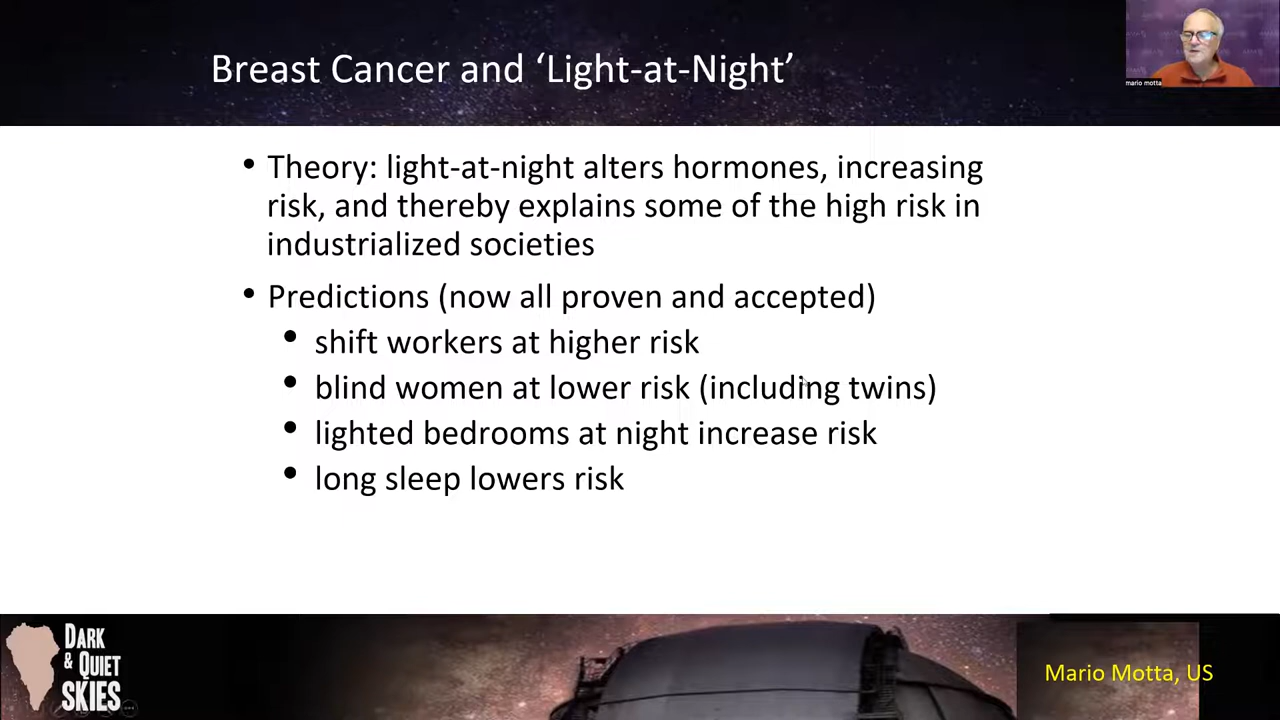 Breast Cancer and ‘Light-at-Night’
mario motta
• Theory: light-at-night alters hormones, increasing
risk, and thereby explains some of the high risk in
industrialized societies
• Predictions (now all proven and accepted)
• shift workers at higher risk
• blind women at lower risk (including twins)
• lighted bedrooms at night increase risk
• long sleep lowers risk
DARK
& QUIET
SKIES
Mario Motta, US